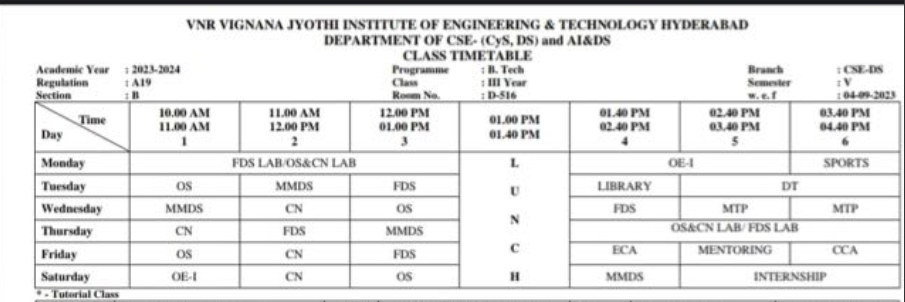 VNR VIGNANA JYOTHI INSTITUTE OF ENGINEERING & TECHNOLOGY HYDERABAD
DEPARTMENT OF CSE- (CyS, DS) and AI&DS
CLASS TIMETABLE
Academic Year : 2023-2024 Programme : B. Tech Branch : CSE-DS
Regulation : A19 Class : III Year Semester : V
Section : B Room No. : D-516 w. e. f : 04-09-2023
Time 10.00 AM 11.00 AM 12.00 PM 01.00 PM 01.40 PM 02.40 PM 03.40 PM
11.00 AM 12.00 PM 01.00 PM 01.40 PM 02.40 PM 03.40 PM 04.40 PM
Day 1 2 3 4 5 6
Monday FDS LAB/OS&CN LAB L OE-I SPORTS
Tuesday OS MMDS FDS U LIBRARY DT
Wednesday MMDS CN OS N FDS MTP MTP
Thursday CN FDS MMDS OS&CN LAB/ FDS LAB
Friday OS CN FDS C ECA MENTORING CCA
Saturday OE-I CN OS H MMDS INTERNSHIP
* - Tutorial Class